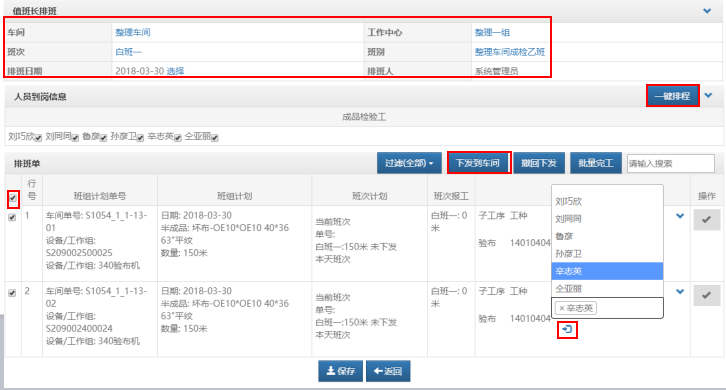 值班长排班
车间 整理车间 工作中心 整理一组
班次 白班一 班别 整理车间成检乙班
排班日期 2018-03-30 选择 排班人 系统管理员
人员到岗信息 一键排程
成品检验工
刘巧欣 刘同同 鲁彦 孙彦卫 辛志英 仝亚丽
排班单 过滤(全部) 下发到车间 撤回下发 批量完工 请输入搜索
行号 班组计划单号 班组计划 班次计划 班次报工 操作
1 车间单号: S1054_1_1-13-01
设备/工作组:
S209002500025
设备/工作组: 340验布机
日期: 2018-03-30
半成品: 坏布-OE10*OE10 40*36
63"平纹
数量: 150米
当前班次
单号:
白班一:150米 未下发
本天班次
白班一: 0
米
子工序 工种
验布 14010404
2 车间单号: S1054_1_1-13-02
设备/工作组:
S209002400024
设备/工作组: 340验布机
日期: 2018-03-30
半成品: 坏布-OE10*OE10 40*36
63"平纹
数量: 150米
当前班次
单号:
白班一:150米 未下发
本天班次
白班一: 0
米
子工序 工种
验布 14010404
刘巧欣
刘同同
鲁彦
孙彦卫
辛志英
仝亚丽
×辛志英
保存 返回